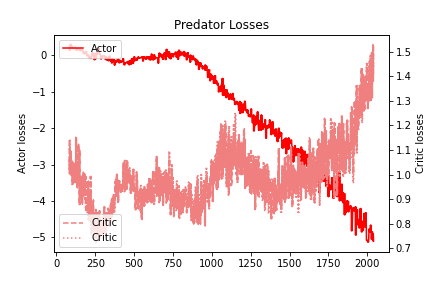 Predator Losses
Actor
Critic
Critic
Actor losses
Critic losses
0
−1
−2
−3
−4
−5
1.5
1.4
1.3
1.2
1.1
1.0
0.9
0.8
0.7
0 250 500 750 1000 1250 1500 1750 2000